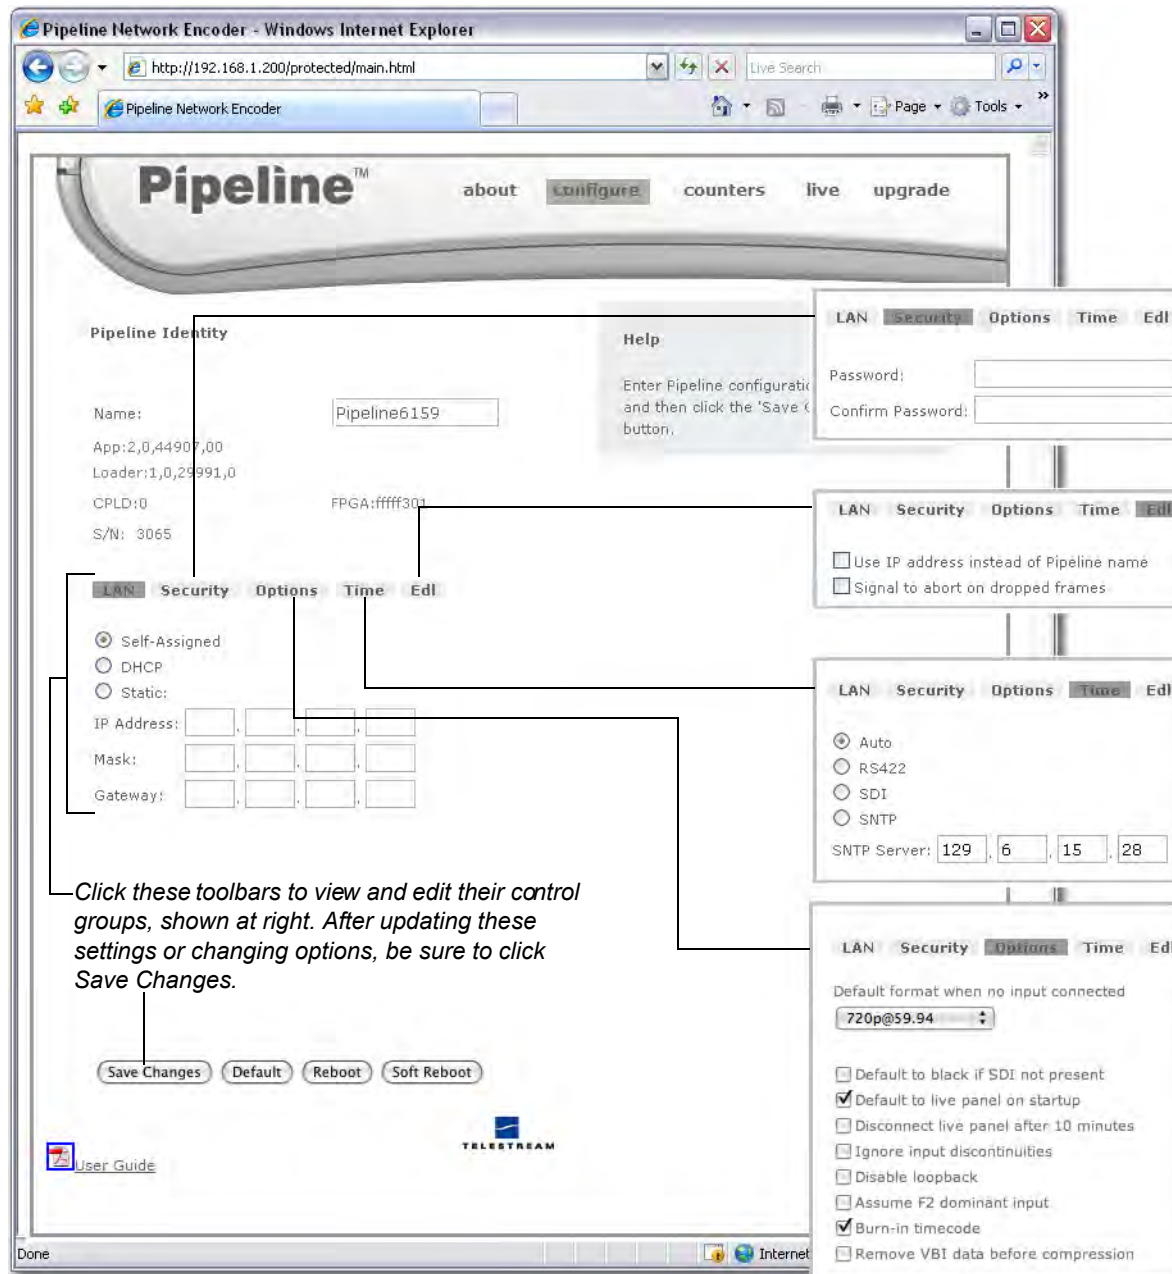 Pipeline Network Encoder - Windows Internet Explorer
http://192.168.1.200/protected/main.html
Live Search
Pipeline Network Encoder
Page
Tools
»
Pipeline™
about configure counters live upgrade
Pipeline Identity
Name: Pipeline6159
App:2,0,44907,00
Loader:1,0,29991,0
CPLD:0 FPGA:fffff301
S/N: 3065
Help
Enter Pipeline configuratio
and then click the 'Save C
button.
LAN Security Options Time Edl
Self-Assigned
DHCP
Static:
IP Address: . . .
Mask: . . .
Gateway: . . .
Click these toolbars to view and edit their control
groups, shown at right. After updating these
settings or changing options, be sure to click
Save Changes.
Save Changes Default Reboot Soft Reboot
TELESTREAM
User Guide
Done
Internet
LAN Security Options Time Edl
Password:
Confirm Password:
LAN Security Options Time Edl
Use IP address instead of Pipeline name
Signal to abort on dropped frames
LAN Security Options Time Edl
Auto
RS422
SDI
SNTP
SNTP Server: 129 . 6 . 15 . 28
LAN Security Options Time Edl
Default format when no input connected
720p@59.94
Default to black if SDI not present
Default to live panel on startup
Disconnect live panel after 10 minutes
Ignore input discontinuities
Disable loopback
Assume F2 dominant input
Burn-in timecode
Remove VBI data before compression